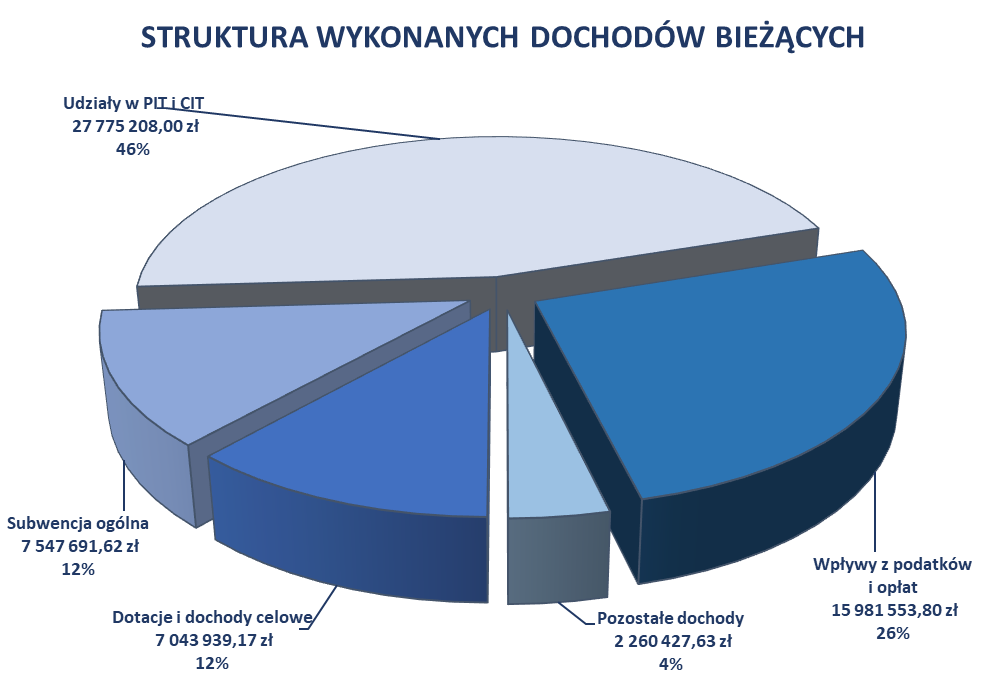 STRUKTURA WYKONANYCH DOCHODÓW BIEŻĄCYCH
Udziały w PIT i CIT
27 775 208,00 zł
46%
Subwencja ogólna
7 547 691,62 zł
12%
Dotacje i dochody celowe
7 043 939,17 zł
12%
Pozostałe dochody
2 260 427,63 zł
4%
Wpływy z podatków
i opłat
15 981 553,80 zł
26%